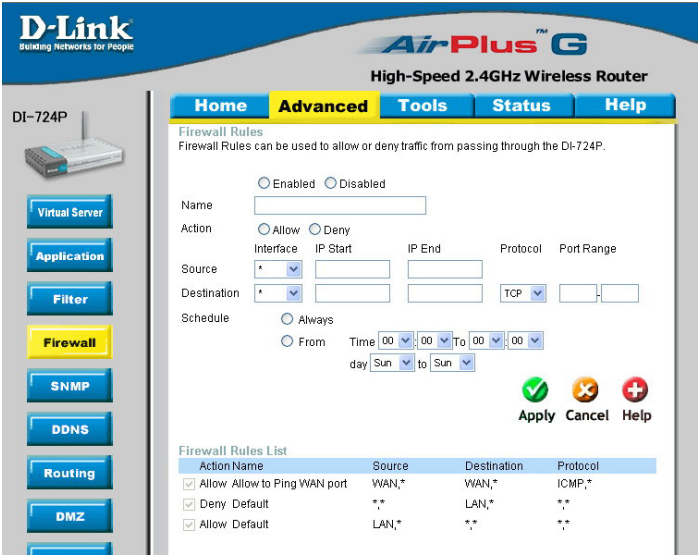 D-Link
Building Networks for People
AirPlus™G
High-Speed 2.4GHz Wireless Router
DI-724P
Home Advanced Tools Status Help
Virtual Server
Application
Filter
Firewall
SNMP
DDNS
Routing
DMZ
Firewall Rules
Firewall Rules can be used to allow or deny traffic from passing through the DI-724P.
Enabled Disabled
Name
Action Allow Deny
Interface IP Start IP End Protocol Port Range
Source *
Destination * TCP -
Schedule Always
From Time 00 : 00 To 00 : 00
day Sun to Sun
Apply Cancel Help
Firewall Rules List
Action Name Source Destination Protocol
Allow Allow to Ping WAN port WAN,* WAN,* ICMP,*
Deny Default *,* LAN,* *,*
Allow Default LAN,* *,* *,*